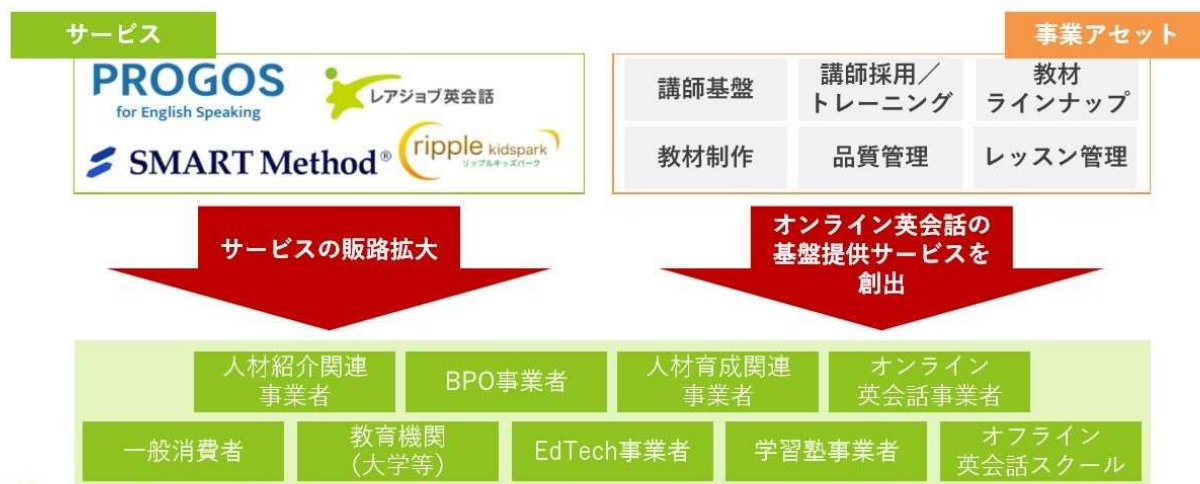 サービス
事業アセット
PROGOS
for English Speaking
レアジョブ英会話
SMART Method®
ripple kidspark
リップルキッズパーク
講師基盤
講師採用／
トレーニング
教材
ラインナップ
教材制作
品質管理
レッスン管理
サービスの販路拡大
オンライン英会話の
基盤提供サービスを
創出
人材紹介関連
事業者
BPO事業者
人材育成関連
事業者
オンライン
英会話事業者
一般消費者
教育機関
(大学等)
EdTech事業者
学習塾事業者
オフライン
英会話スクール